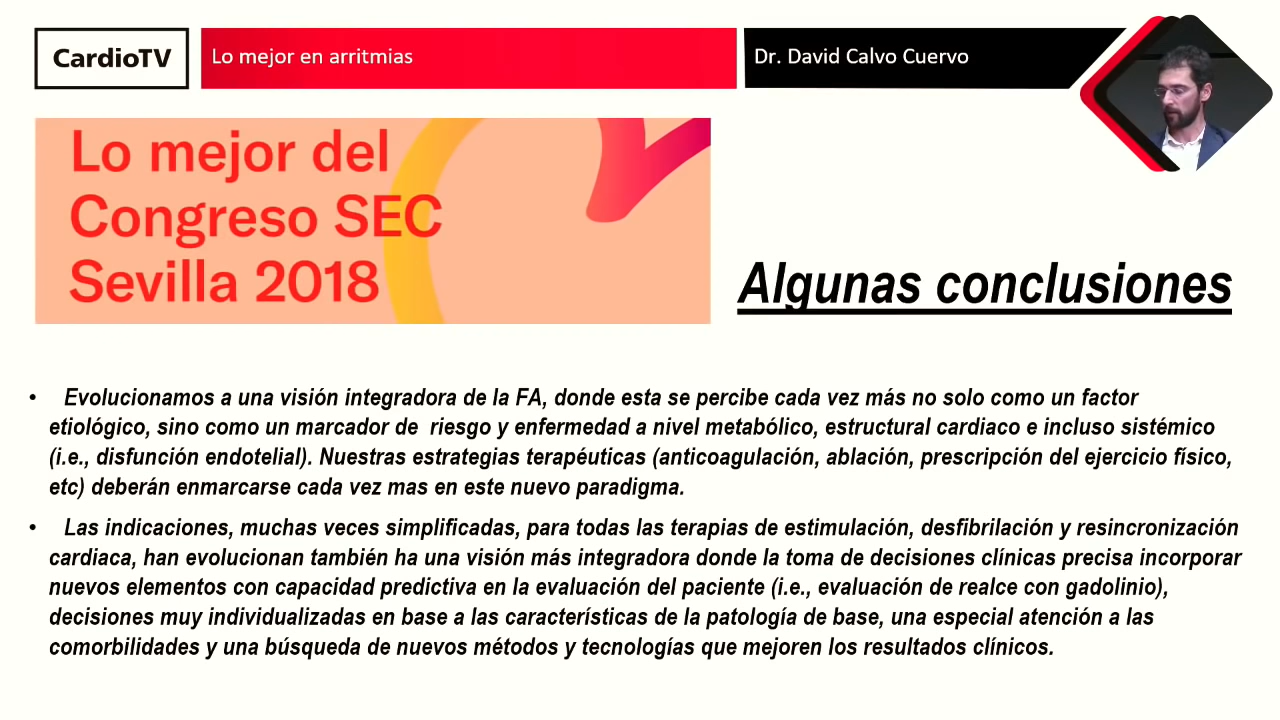 CardioTV
Lo mejor en arritmias
Dr. David Calvo Cuervo
Lo mejor del
Congreso SEC
Sevilla 2018
Algunas conclusiones
• Evolucionamos a una visión integradora de la FA, donde esta se percibe cada vez más no solo como un factor
etiológico, sino como un marcador de riesgo y enfermedad a nivel metabólico, estructural cardiaco e incluso sistémico
(i.e., disfunción endotelial). Nuestras estrategias terapéuticas (anticoagulación, ablación, prescripción del ejercicio físico,
etc) deberán enmarcarse cada vez mas en este nuevo paradigma.
• Las indicaciones, muchas veces simplificadas, para todas las terapias de estimulación, desfibrilación y resincronización
cardiaca, han evolucionan también ha una visión más integradora donde la toma de decisiones clínicas precisa incorporar
nuevos elementos con capacidad predictiva en la evaluación del paciente (i.e., evaluación de realce con gadolinio),
decisiones muy individualizadas en base a las características de la patología de base, una especial atención a las
comorbilidades y una búsqueda de nuevos métodos y tecnologías que mejoren los resultados clínicos.